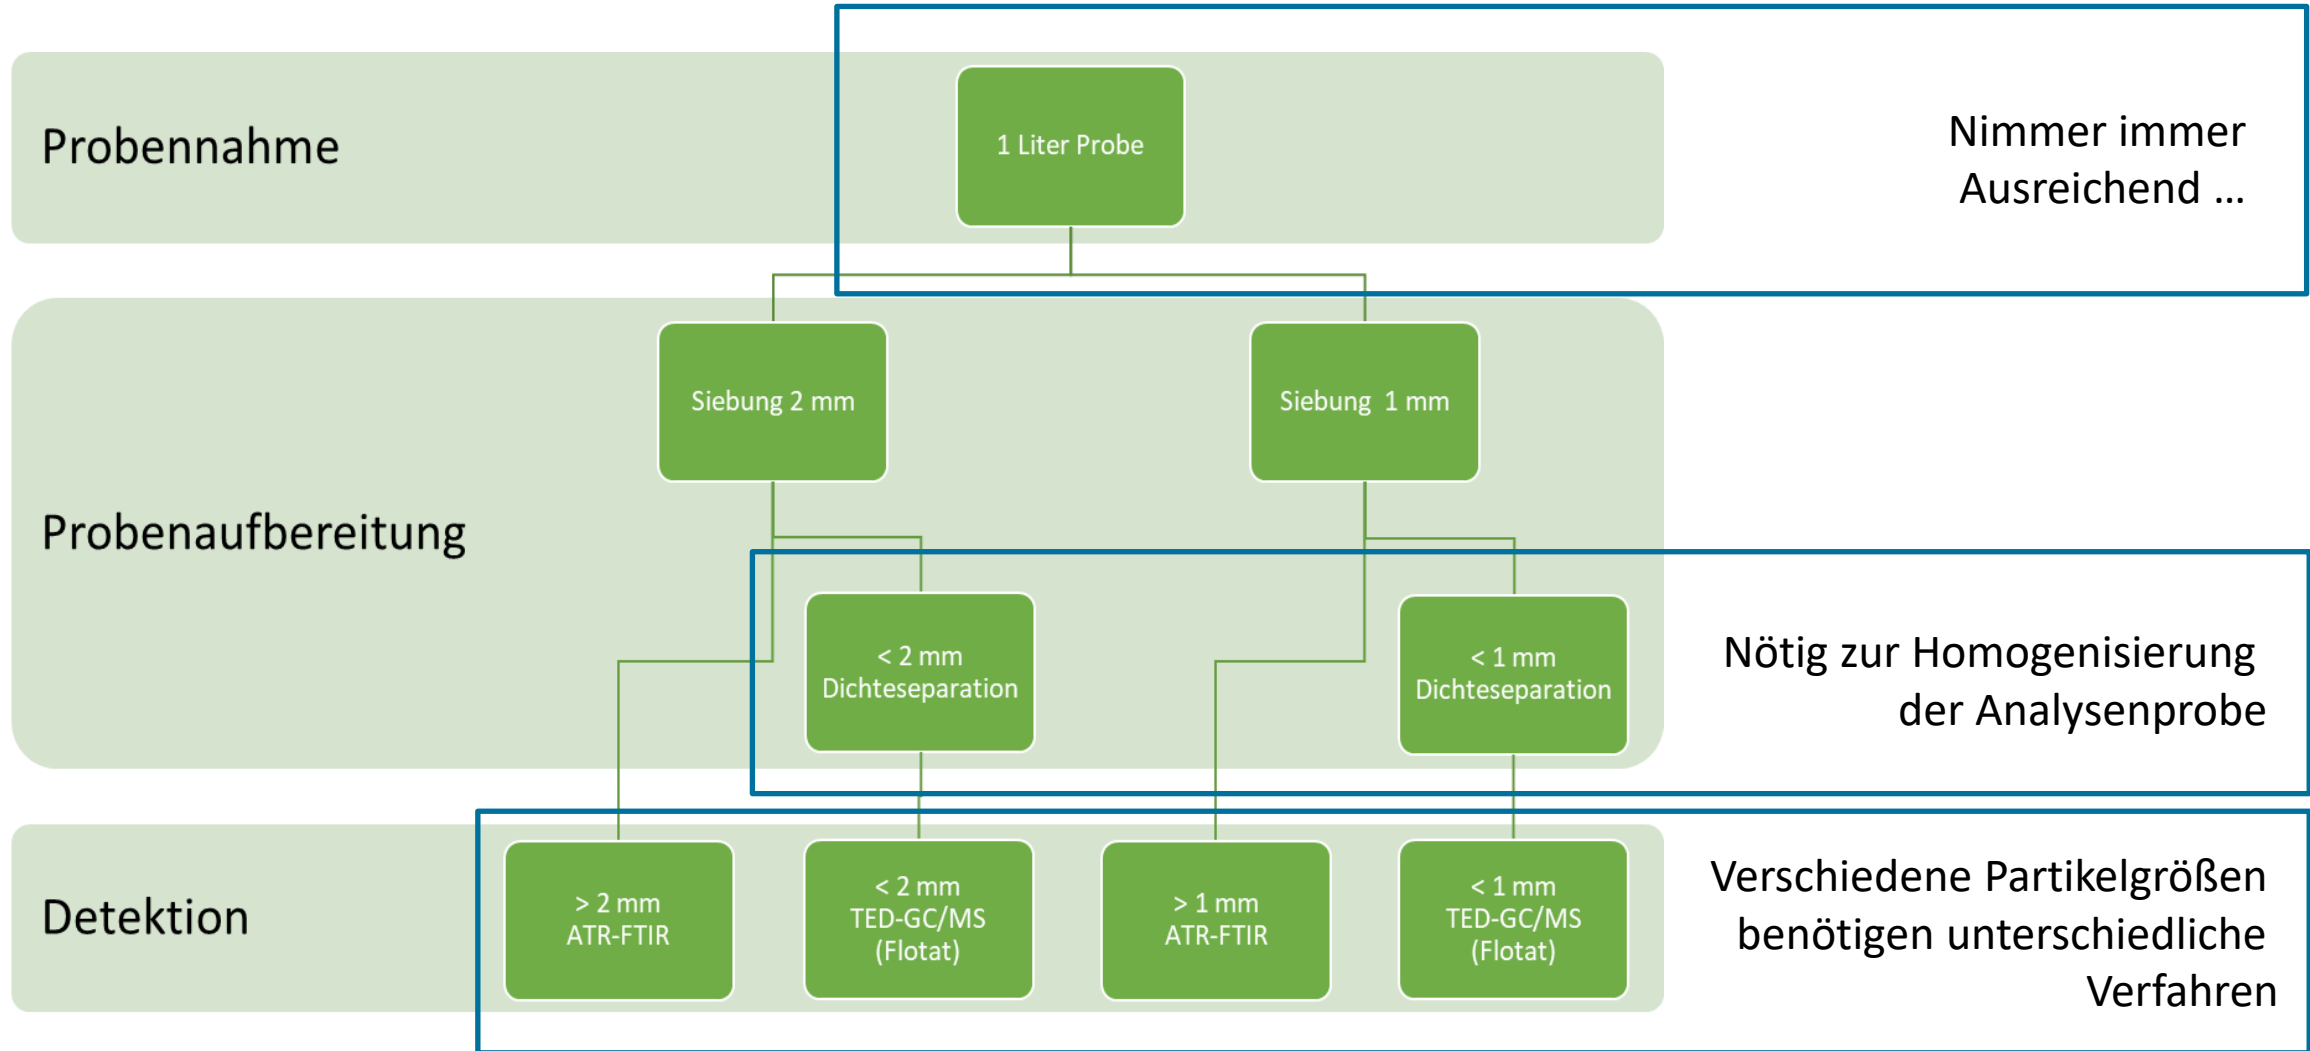 Probennahme
1 Liter Probe
Nimmer immer
Ausreichend ...
Probenaufbereitung
Siebung 2 mm
Siebung 1 mm
< 2 mm
Dichteseparation
< 1 mm
Dichteseparation
Nötig zur Homogenisierung
der Analysenprobe
Detektion
> 2 mm
ATR-FTIR
< 2 mm
TED-GC/MS
(Flotat)
> 1 mm
ATR-FTIR
< 1 mm
TED-GC/MS
(Flotat)
Verschiedene Partikelgrößen
benötigen unterschiedliche
Verfahren